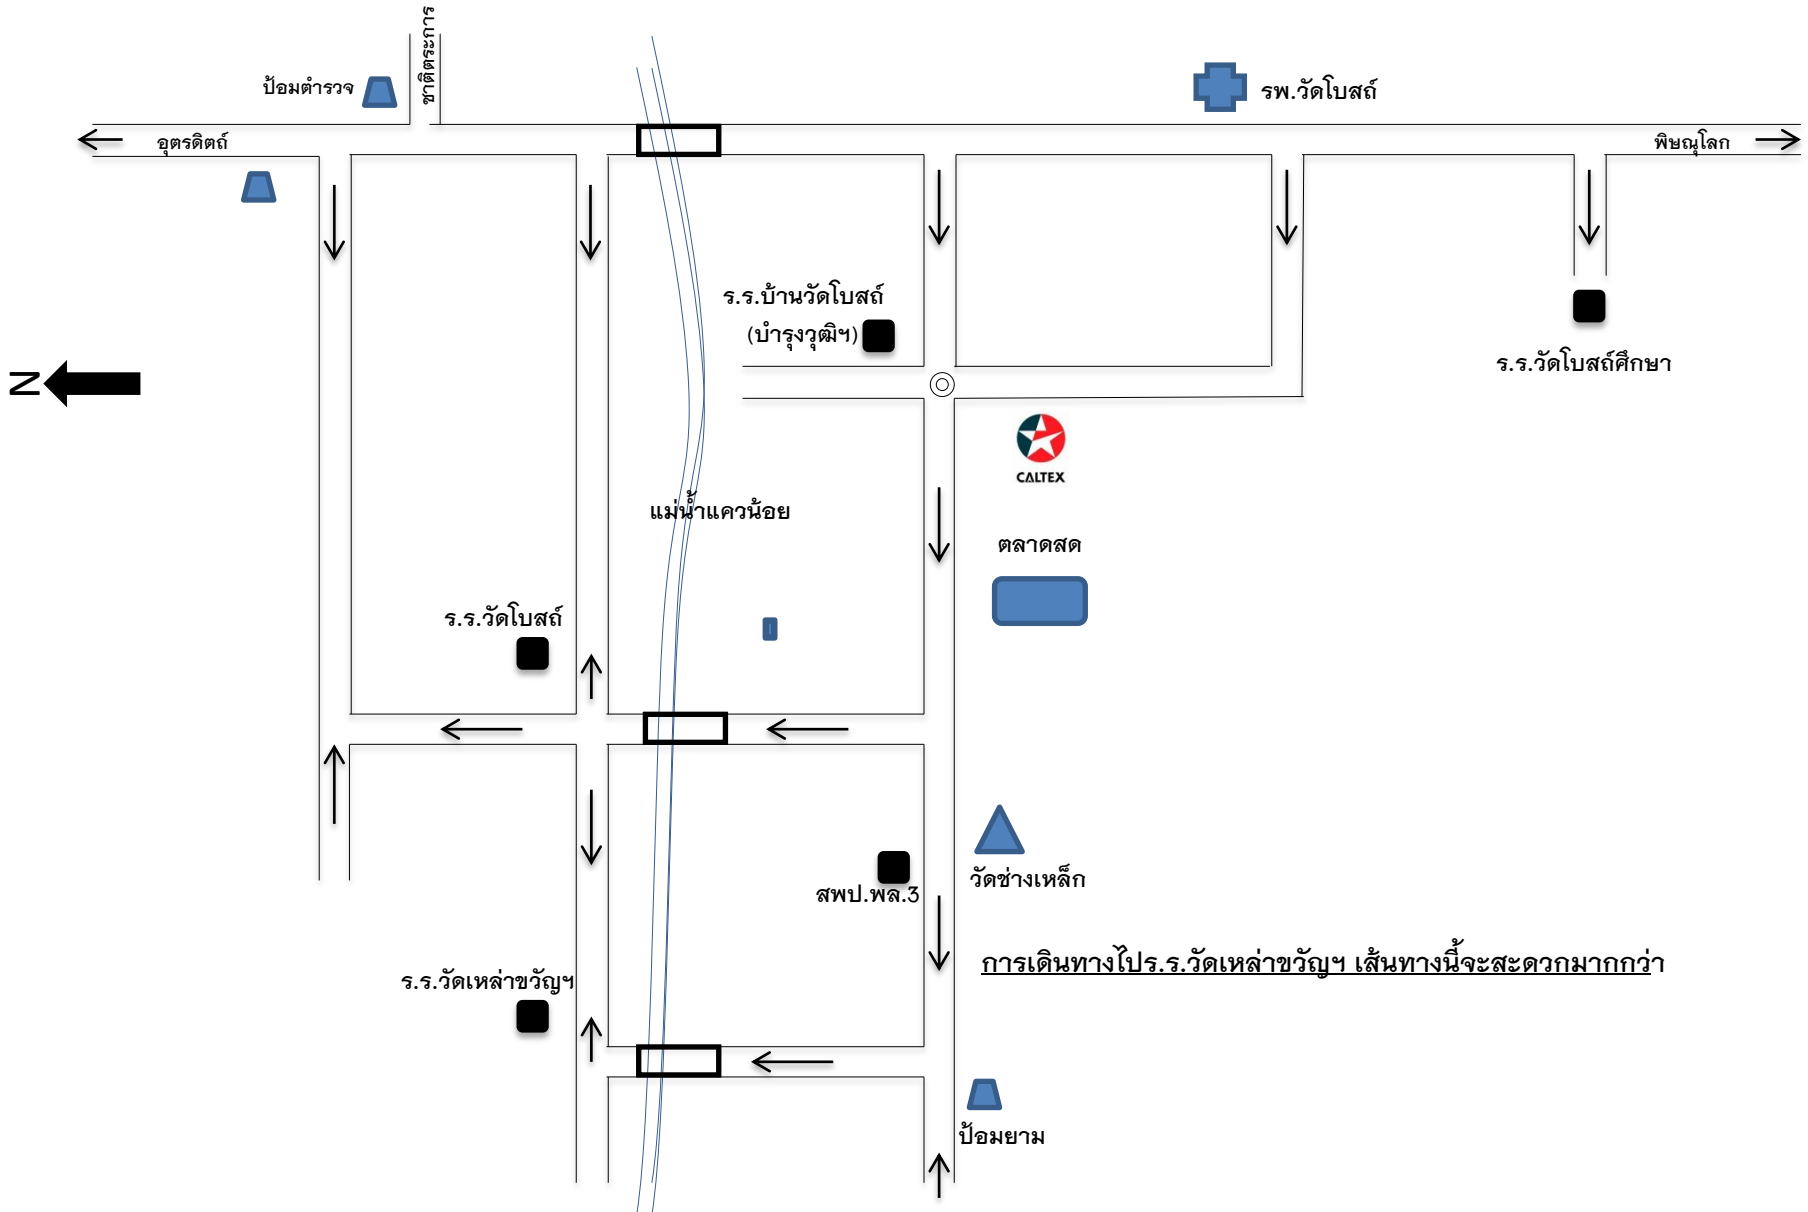 ชาติตระการ
ป้อมตำรวจ
รพ.วัดโบสถ์
อุตรดิตถ์
พิษณุโลก
ร.ร.บ้านวัดโบสถ์
(บำรุงวุฒิฯ)
ร.ร.วัดโบสถ์ศึกษา
N
CALTEX
แม่น้ำแควน้อย
ตลาดสด
ร.ร.วัดโบสถ์
วัดช่างเหล็ก
สพป.พล.3
การเดินทางไปร.ร.วัดเหล่าขวัญฯ เส้นทางนี้จะสะดวกมากกว่า
ร.ร.วัดเหล่าขวัญฯ
ป้อมยาม